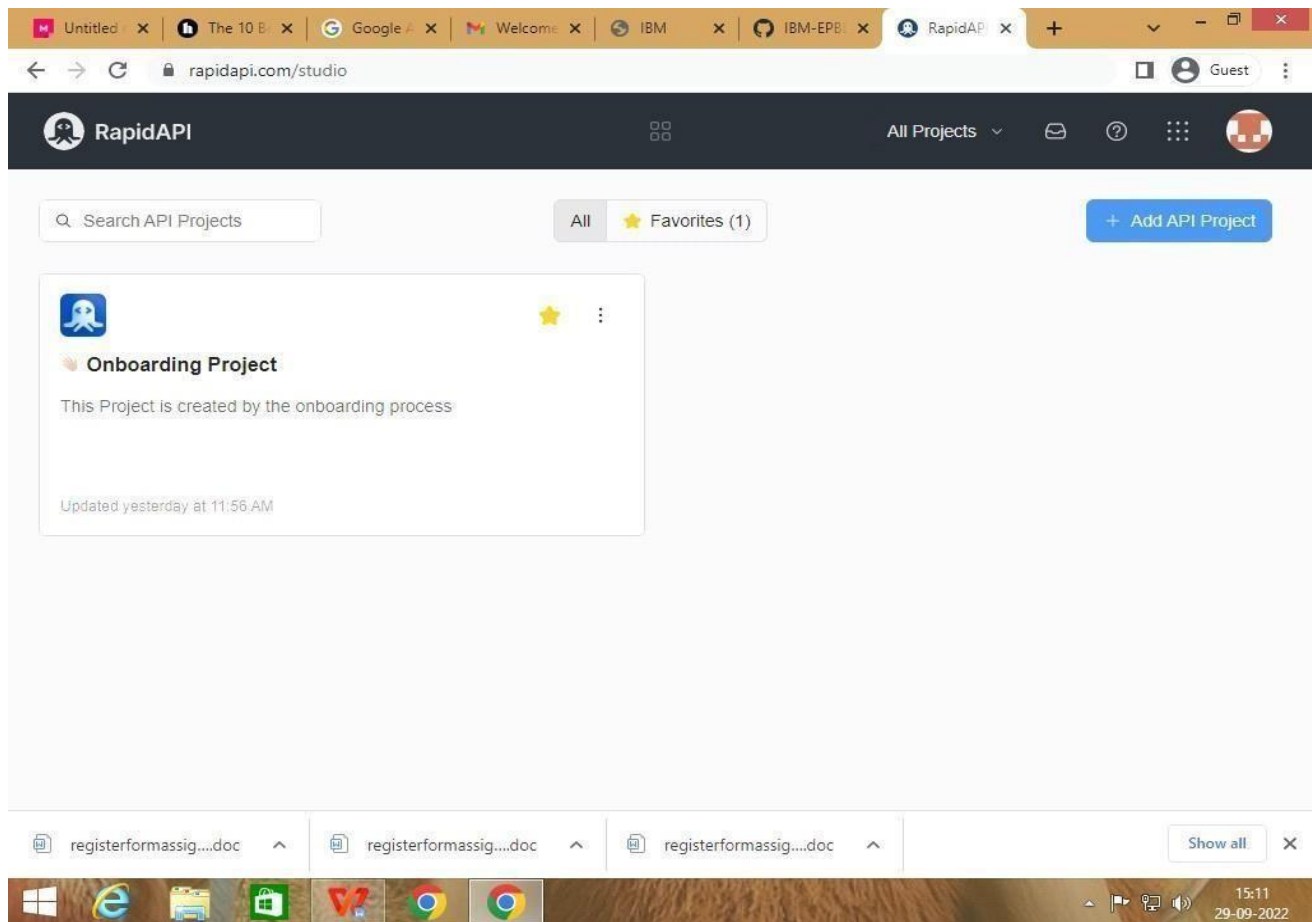 Untitled
The 10 B
Google A
Welcome
IBM
IBM-EPB
RapidAP
rapidapi.com/studio
Guest
RapidAPI
All Projects
Search API Projects
All
Favorites (1)
+ Add API Project
Onboarding Project
This Project is created by the onboarding process
Updated yesterday at 11:56 AM
registerformassig....doc
registerformassig....doc
registerformassig....doc
Show all
15:11
29-09-2022